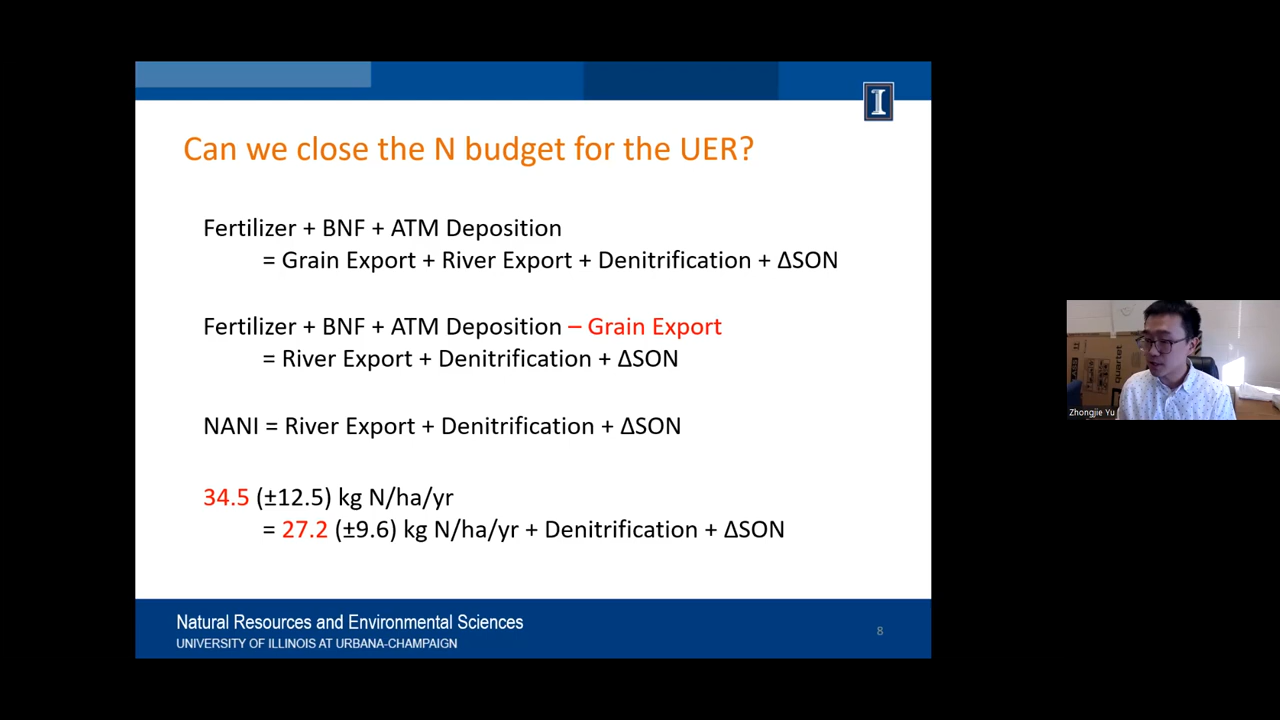 Can we close the N budget for the UER?
Fertilizer + BNF + ATM Deposition
= Grain Export + River Export + Denitrification + ΔSON
Fertilizer + BNF + ATM Deposition – Grain Export
= River Export + Denitrification + ΔSON
NANI = River Export + Denitrification + ΔSON
34.5 (±12.5) kg N/ha/yr
= 27.2 (±9.6) kg N/ha/yr + Denitrification + ΔSON
Natural Resources and Environmental Sciences
UNIVERSITY OF ILLINOIS AT URBANA-CHAMPAIGN
8
I
quartet
Zhongjie Yu